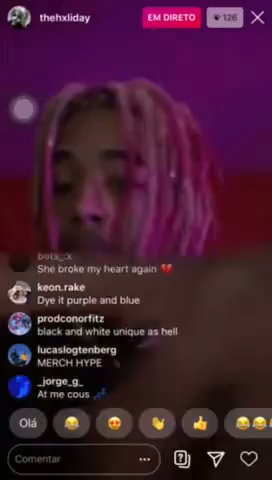 thehxliday
EM DIRETO
126
bots_.x
She broke my heart again 💔
keon.rake
Dye it purple and blue
prodconorfitz
black and white unique as hell
lucaslogtenberg
MERCH HYPE
_jorge_g_
At me cous 💤
Olá
Comentar